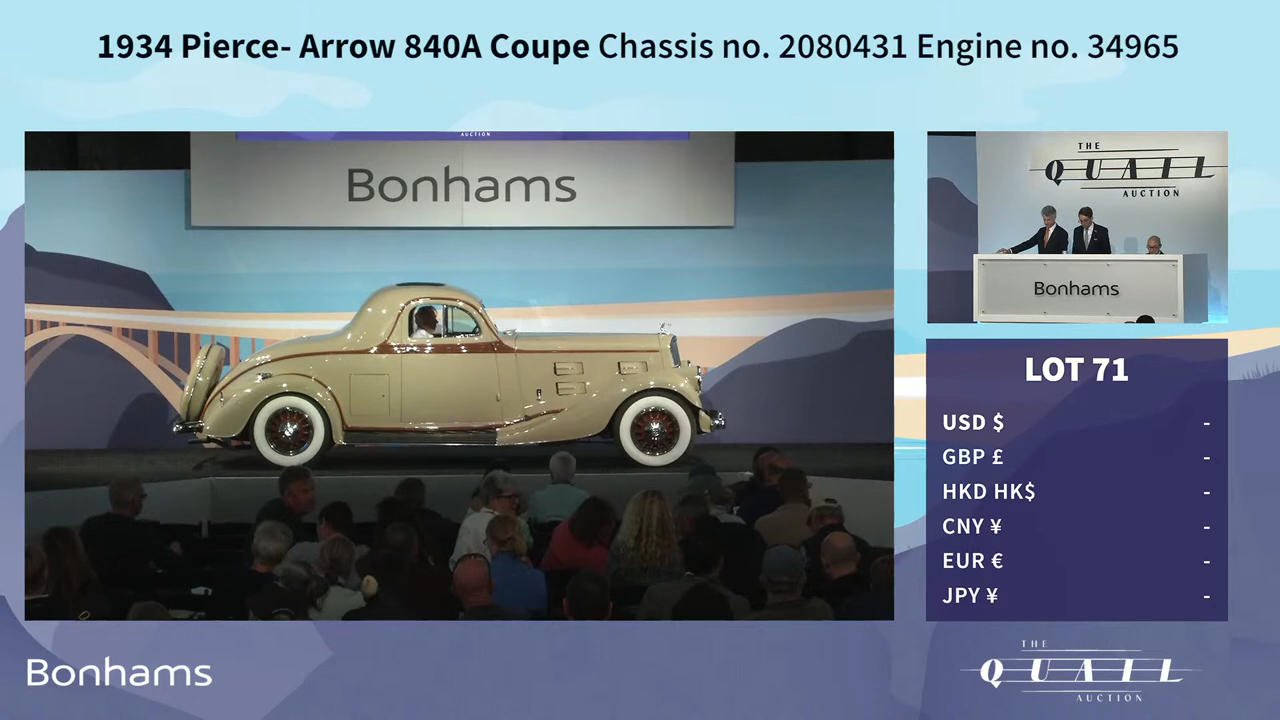 1934 Pierce- Arrow 840A Coupe Chassis no. 2080431 Engine no. 34965
AUCTION
Bonhams
THE
QUAIL
AUCTION
Bonhams
LOT 71
USD $ -
GBP £ -
HKD HK$ -
CNY ¥ -
EUR € -
JPY ¥ -
Bonhams
THE
QUAIL
AUCTION